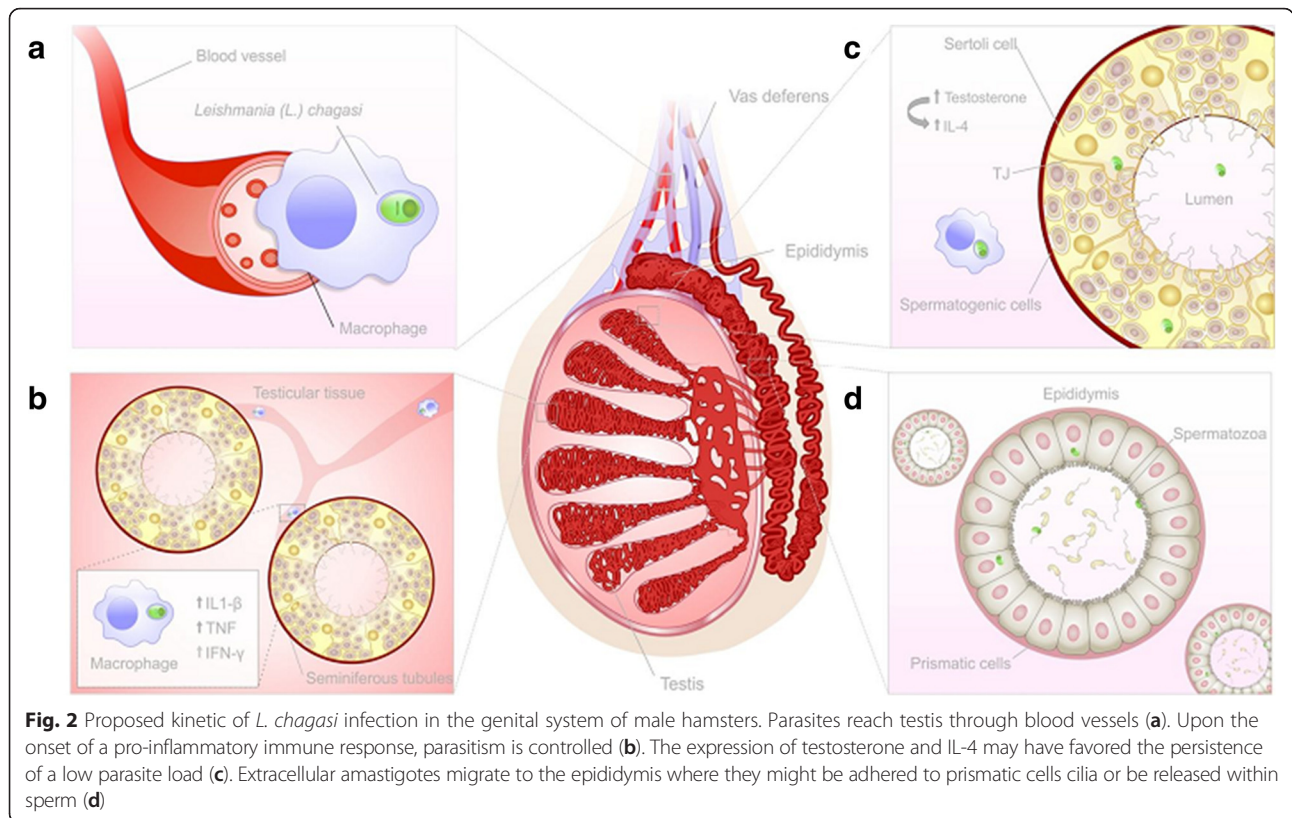 a
Blood vessel
Leishmania (L.) chagasi
Macrophage
b
Testicular tissue
Macrophage
↑IL1-β
↑TNF
↑IFN-γ
Seminiferous tubules
Vas deferens
Epididymis
Testis
c
Sertoli cell
↑ Testosterone
↑IL-4
TJ
Lumen
Spermatogenic cells
d
Epididymis
Spermatozoa
Prismatic cells
Fig. 2 Proposed kinetic of L. chagasi infection in the genital system of male hamsters. Parasites reach testis through blood vessels (a). Upon the
onset of a pro-inflammatory immune response, parasitism is controlled (b). The expression of testosterone and IL-4 may have favored the persistence
of a low parasite load (c). Extracellular amastigotes migrate to the epididymis where they might be adhered to prismatic cells cilia or be released within
sperm (d)